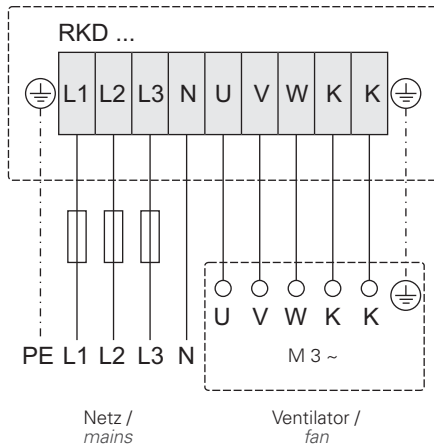 RKD ...
L1 L2 L3 N U V W K K
U V W K K
PE L1 L2 L3 N
M 3 ~
Netz / Ventilator /
mains fan